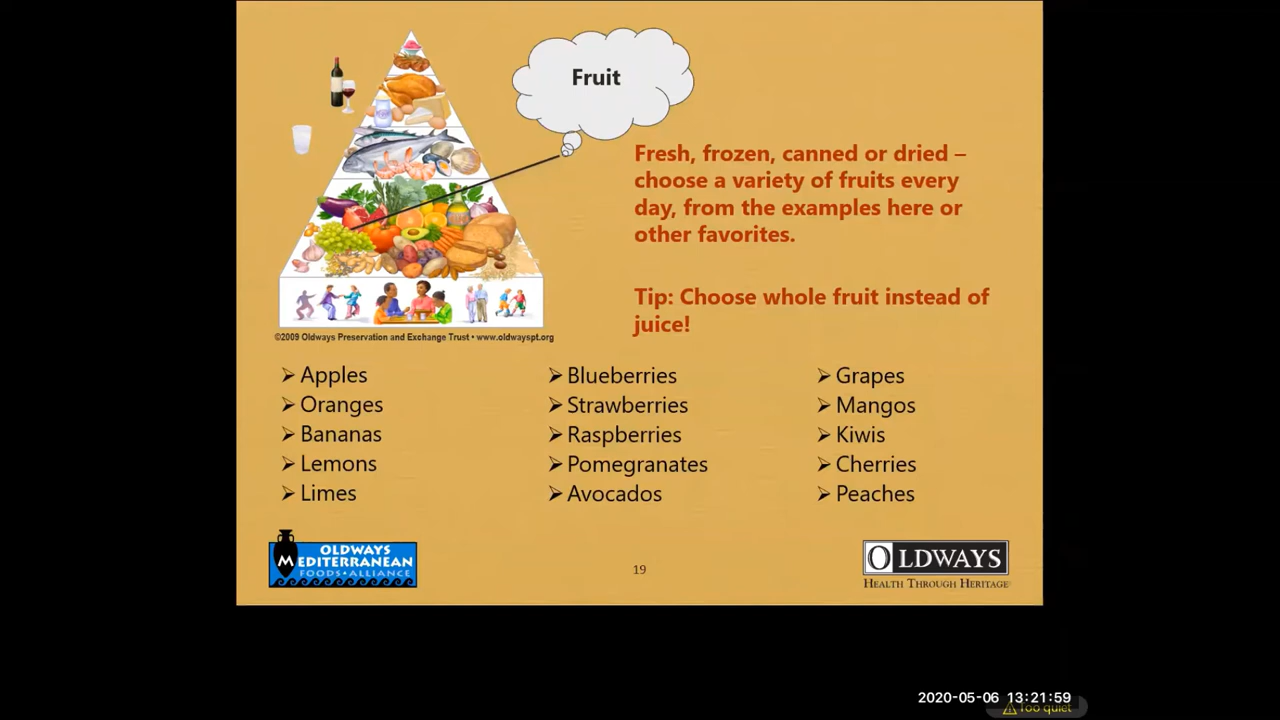 Fruit
Fresh, frozen, canned or dried –
choose a variety of fruits every
day, from the examples here or
other favorites.
Tip: Choose whole fruit instead of
juice!
©2009 Oldways Preservation and Exchange Trust • www.oldwayspt.org
Apples
Oranges
Bananas
Lemons
Limes
Blueberries
Strawberries
Raspberries
Pomegranates
Avocados
Grapes
Mangos
Kiwis
Cherries
Peaches
OLDWAYS
MEDITERRANEAN
FOODS • ALLIANCE
19
OLDWAYS
HEALTH THROUGH HERITAGE
2020-05-06 13:21:59
Too quiet